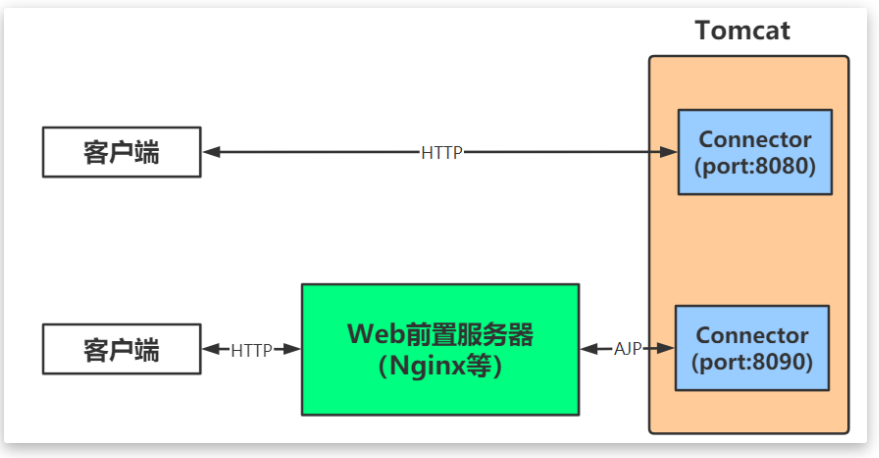 Tomcat
客户端
HTTP
Connector
(port:8080)
客户端
HTTP
Web前置服务器
（Nginx等）
AJP
Connector
(port:8090)